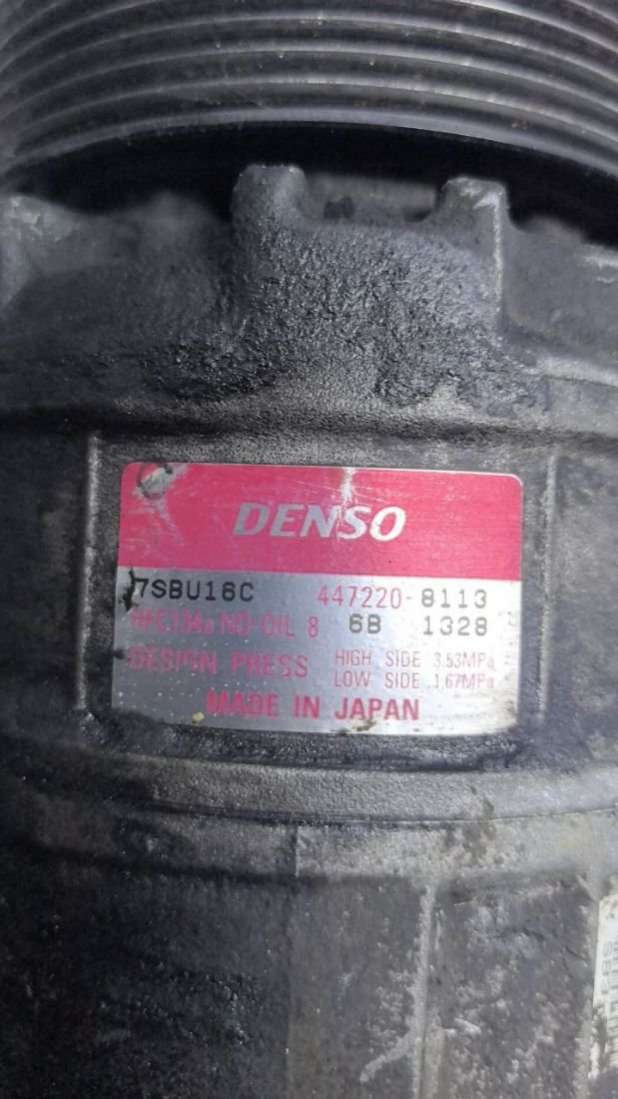 DENSO
7SBU16C 447220-8113
HFC134a ND-OIL 8 6B 1328
DESIGN PRESS HIGH SIDE 3.53MPa
LOW SIDE 1.67MPa
MADE IN JAPAN